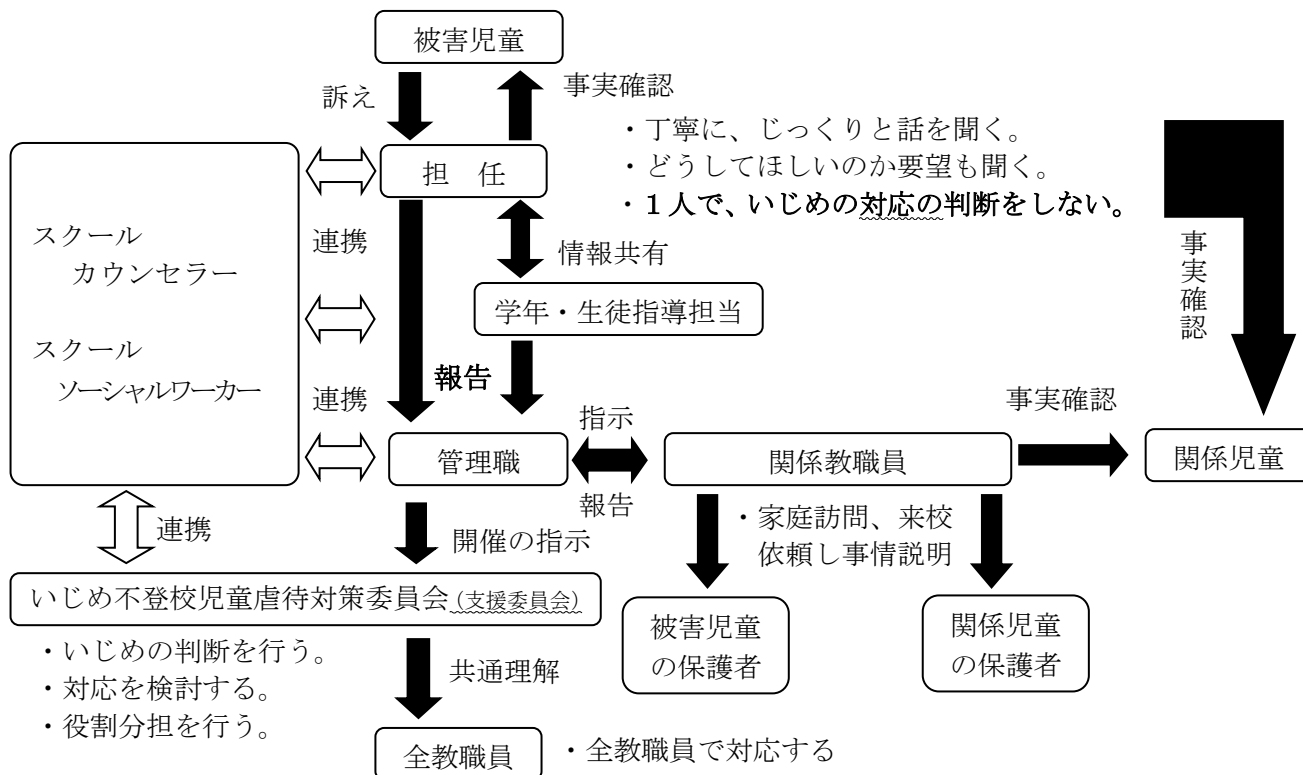 被害児童
訴え
事実確認
・丁寧に、じっくりと話を聞く。
・どうしてほしいのか要望も聞く。
・1人で、いじめの対応の判断をしない。
担　任
スクール
カウンセラー
スクール
ソーシャルワーカー
連携
情報共有
学年・生徒指導担当
事実確認
連携
報告
指示
事実確認
管理職
関係教職員
関係児童
報告
連携
開催の指示
・家庭訪問、来校
依頼し事情説明
いじめ不登校児童虐待対策委員会(支援委員会)
・いじめの判断を行う。
・対応を検討する。
・役割分担を行う。
共通理解
被害児童
の保護者
関係児童
の保護者
全教職員
・全教職員で対応する